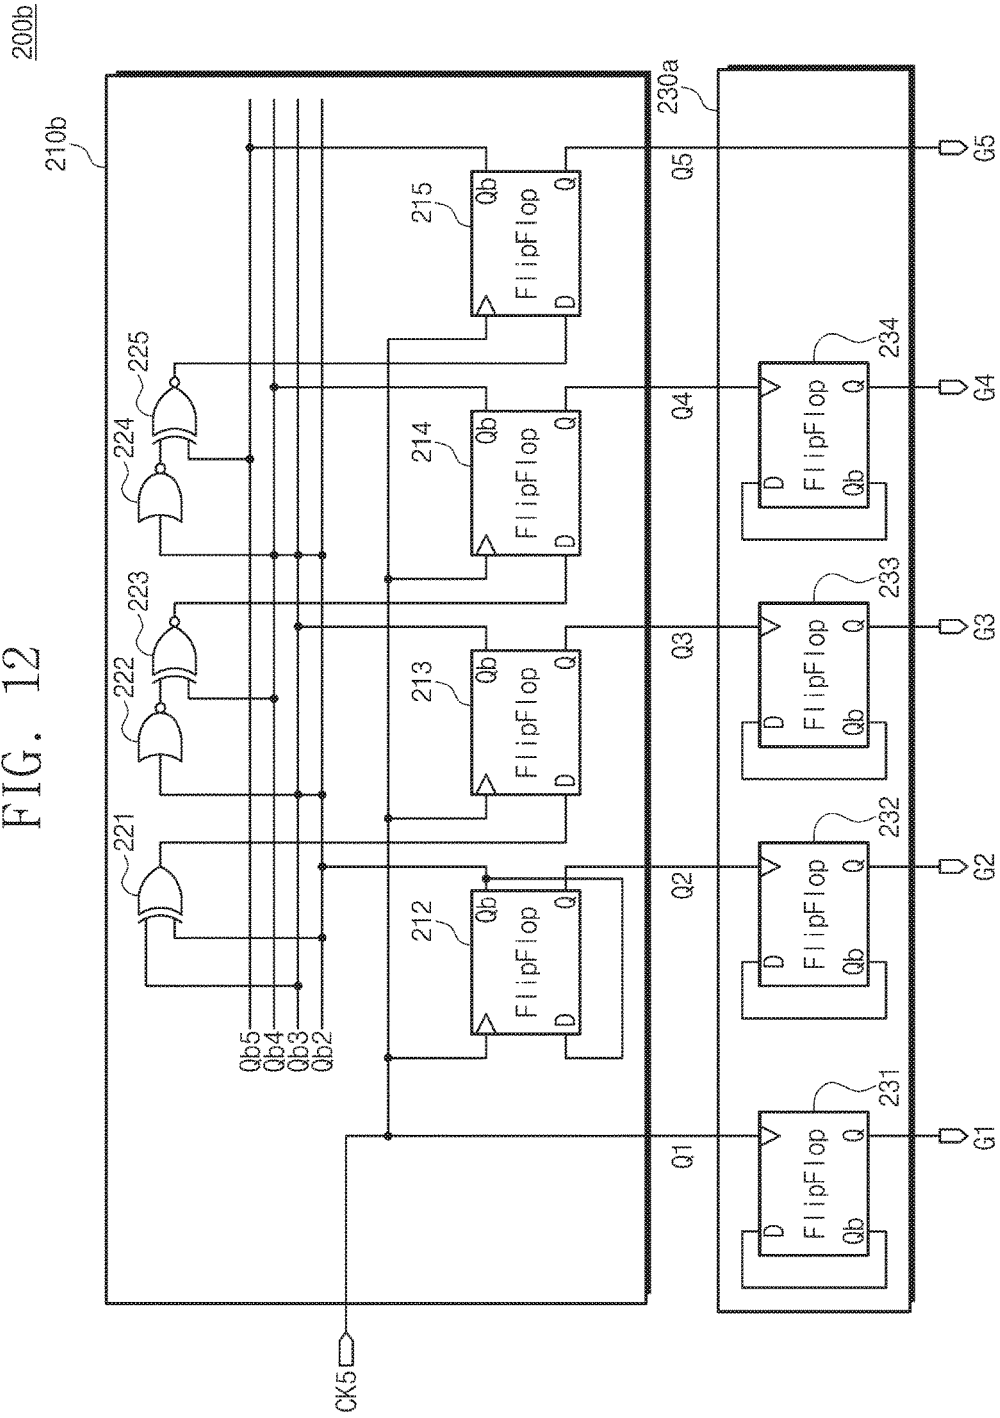 FIG. 12
200b
210b
221
222
223
224
225
Qb5
Qb4
Qb3
Qb2
CK5
212
FlipFlop
D
Q
Qb
213
FlipFlop
D
Q
Qb
214
FlipFlop
D
Q
Qb
215
FlipFlop
D
Q
Qb
Q1
Q2
Q3
Q4
Q5
230a
231
FlipFlop
D
Qb
Q
232
FlipFlop
D
Qb
Q
233
FlipFlop
D
Qb
Q
234
FlipFlop
D
Qb
Q
G1
G2
G3
G4
G5